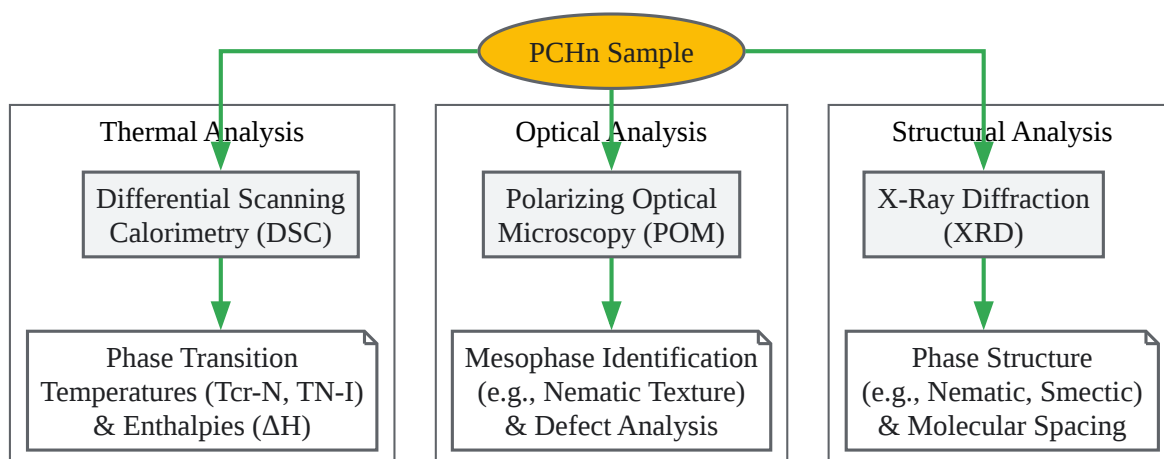 PCHn Sample
Thermal Analysis
Differential Scanning
Calorimetry (DSC)
Phase Transition
Temperatures (Tcr-N, TN-I)
& Enthalpies (ΔH)
Optical Analysis
Polarizing Optical
Microscopy (POM)
Mesophase Identification
(e.g., Nematic Texture)
& Defect Analysis
Structural Analysis
X-Ray Diffraction
(XRD)
Phase Structure
(e.g., Nematic, Smectic)
& Molecular Spacing